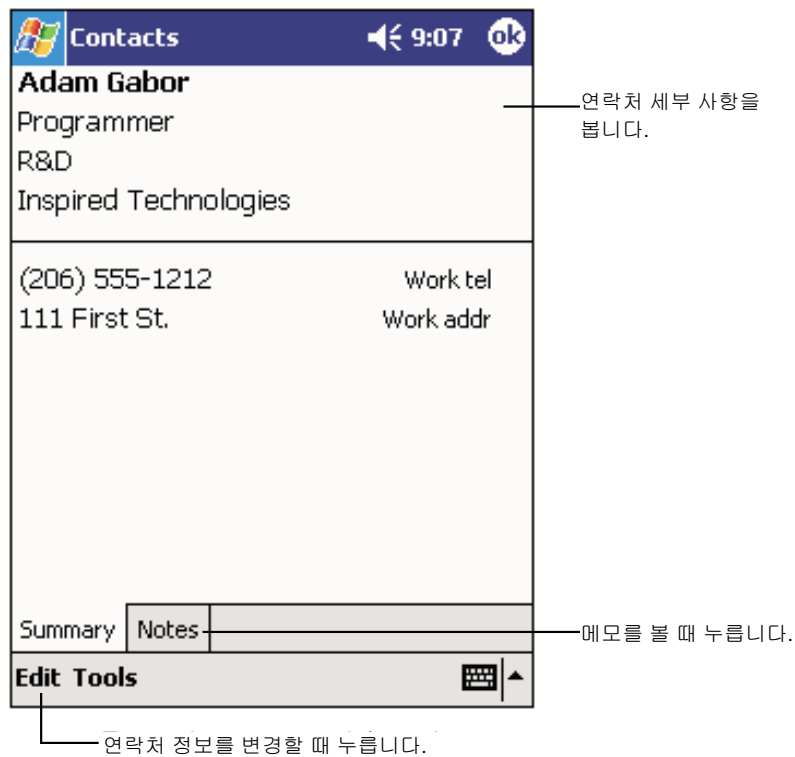 Contacts 9:07 ok
Adam Gabor
Programmer
R&D
Inspired Technologies
연락처 세부 사항을
봅니다.
(206) 555-1212 Work tel
111 First St. Work addr
Summary Notes
메모를 볼 때 누릅니다.
Edit Tools
연락처 정보를 변경할 때 누릅니다.